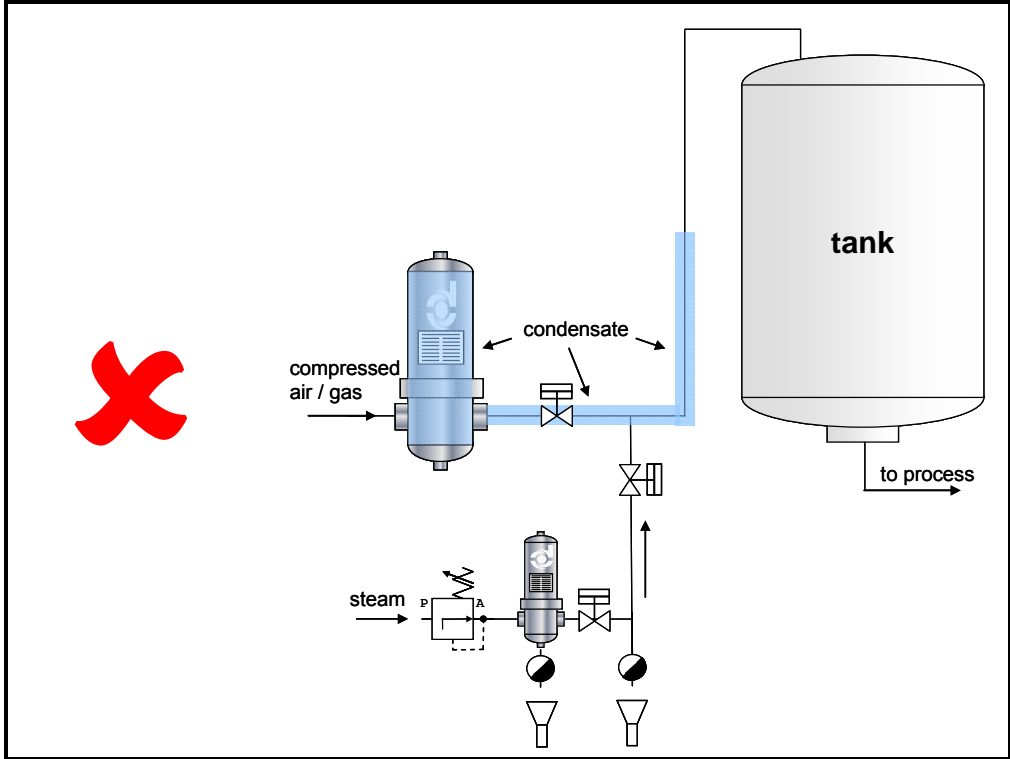 tank
condensate
compressed
air / gas
to process
steam
P
A